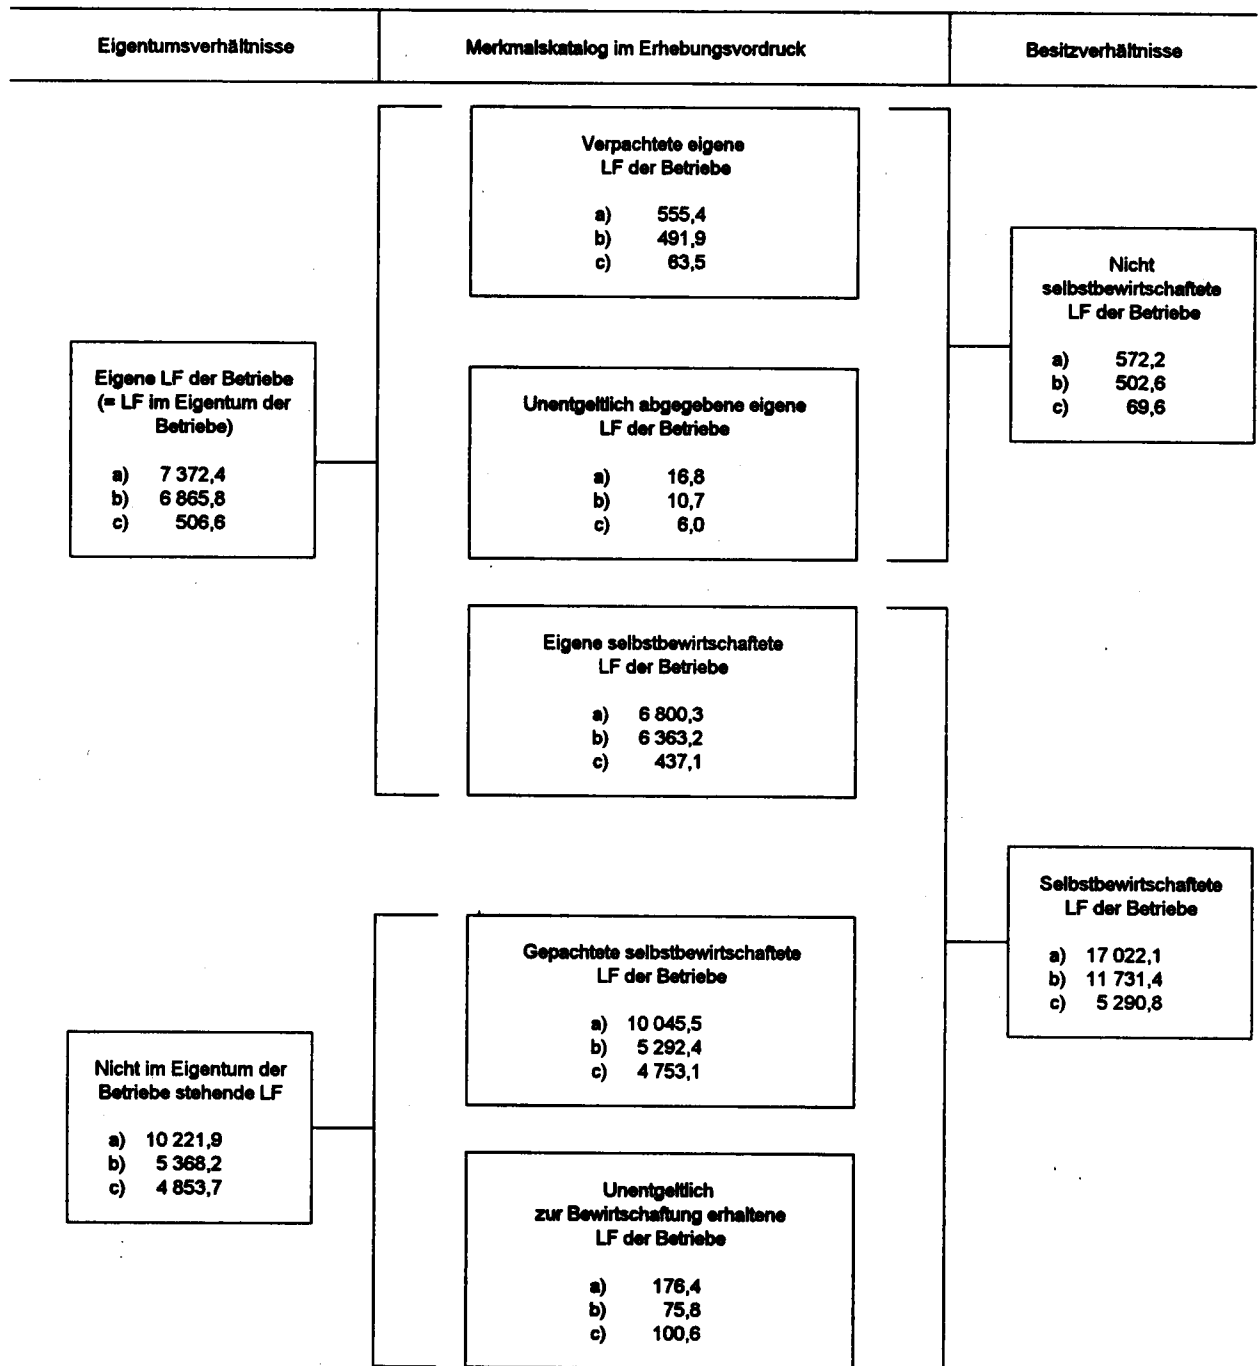 Eigentumsverhältnisse
Merkmalskatalog im Erhebungsvordruck
Besitzverhältnisse
Verpachtete eigene
LF der Betriebe
a) 555,4
b) 491,9
c) 63,5
Nicht
selbstbewirtschaftete
LF der Betriebe
a) 572,2
b) 502,6
c) 69,6
Eigene LF der Betriebe
(= LF im Eigentum der
Betriebe)
a) 7 372,4
b) 6 865,8
c) 506,6
Unentgeltlich abgegebene eigene
LF der Betriebe
a) 16,8
b) 10,7
c) 6,0
Eigene selbstbewirtschaftete
LF der Betriebe
a) 6 800,3
b) 6 363,2
c) 437,1
Selbstbewirtschaftete
LF der Betriebe
a) 17 022,1
b) 11 731,4
c) 5 290,8
Gepachtete selbstbewirtschaftete
LF der Betriebe
a) 10 045,5
b) 5 292,4
c) 4 753,1
Nicht im Eigentum der
Betriebe stehende LF
a) 10 221,9
b) 5 368,2
c) 4 853,7
Unentgeltlich
zur Bewirtschaftung erhaltene
LF der Betriebe
a) 176,4
b) 75,8
c) 100,6